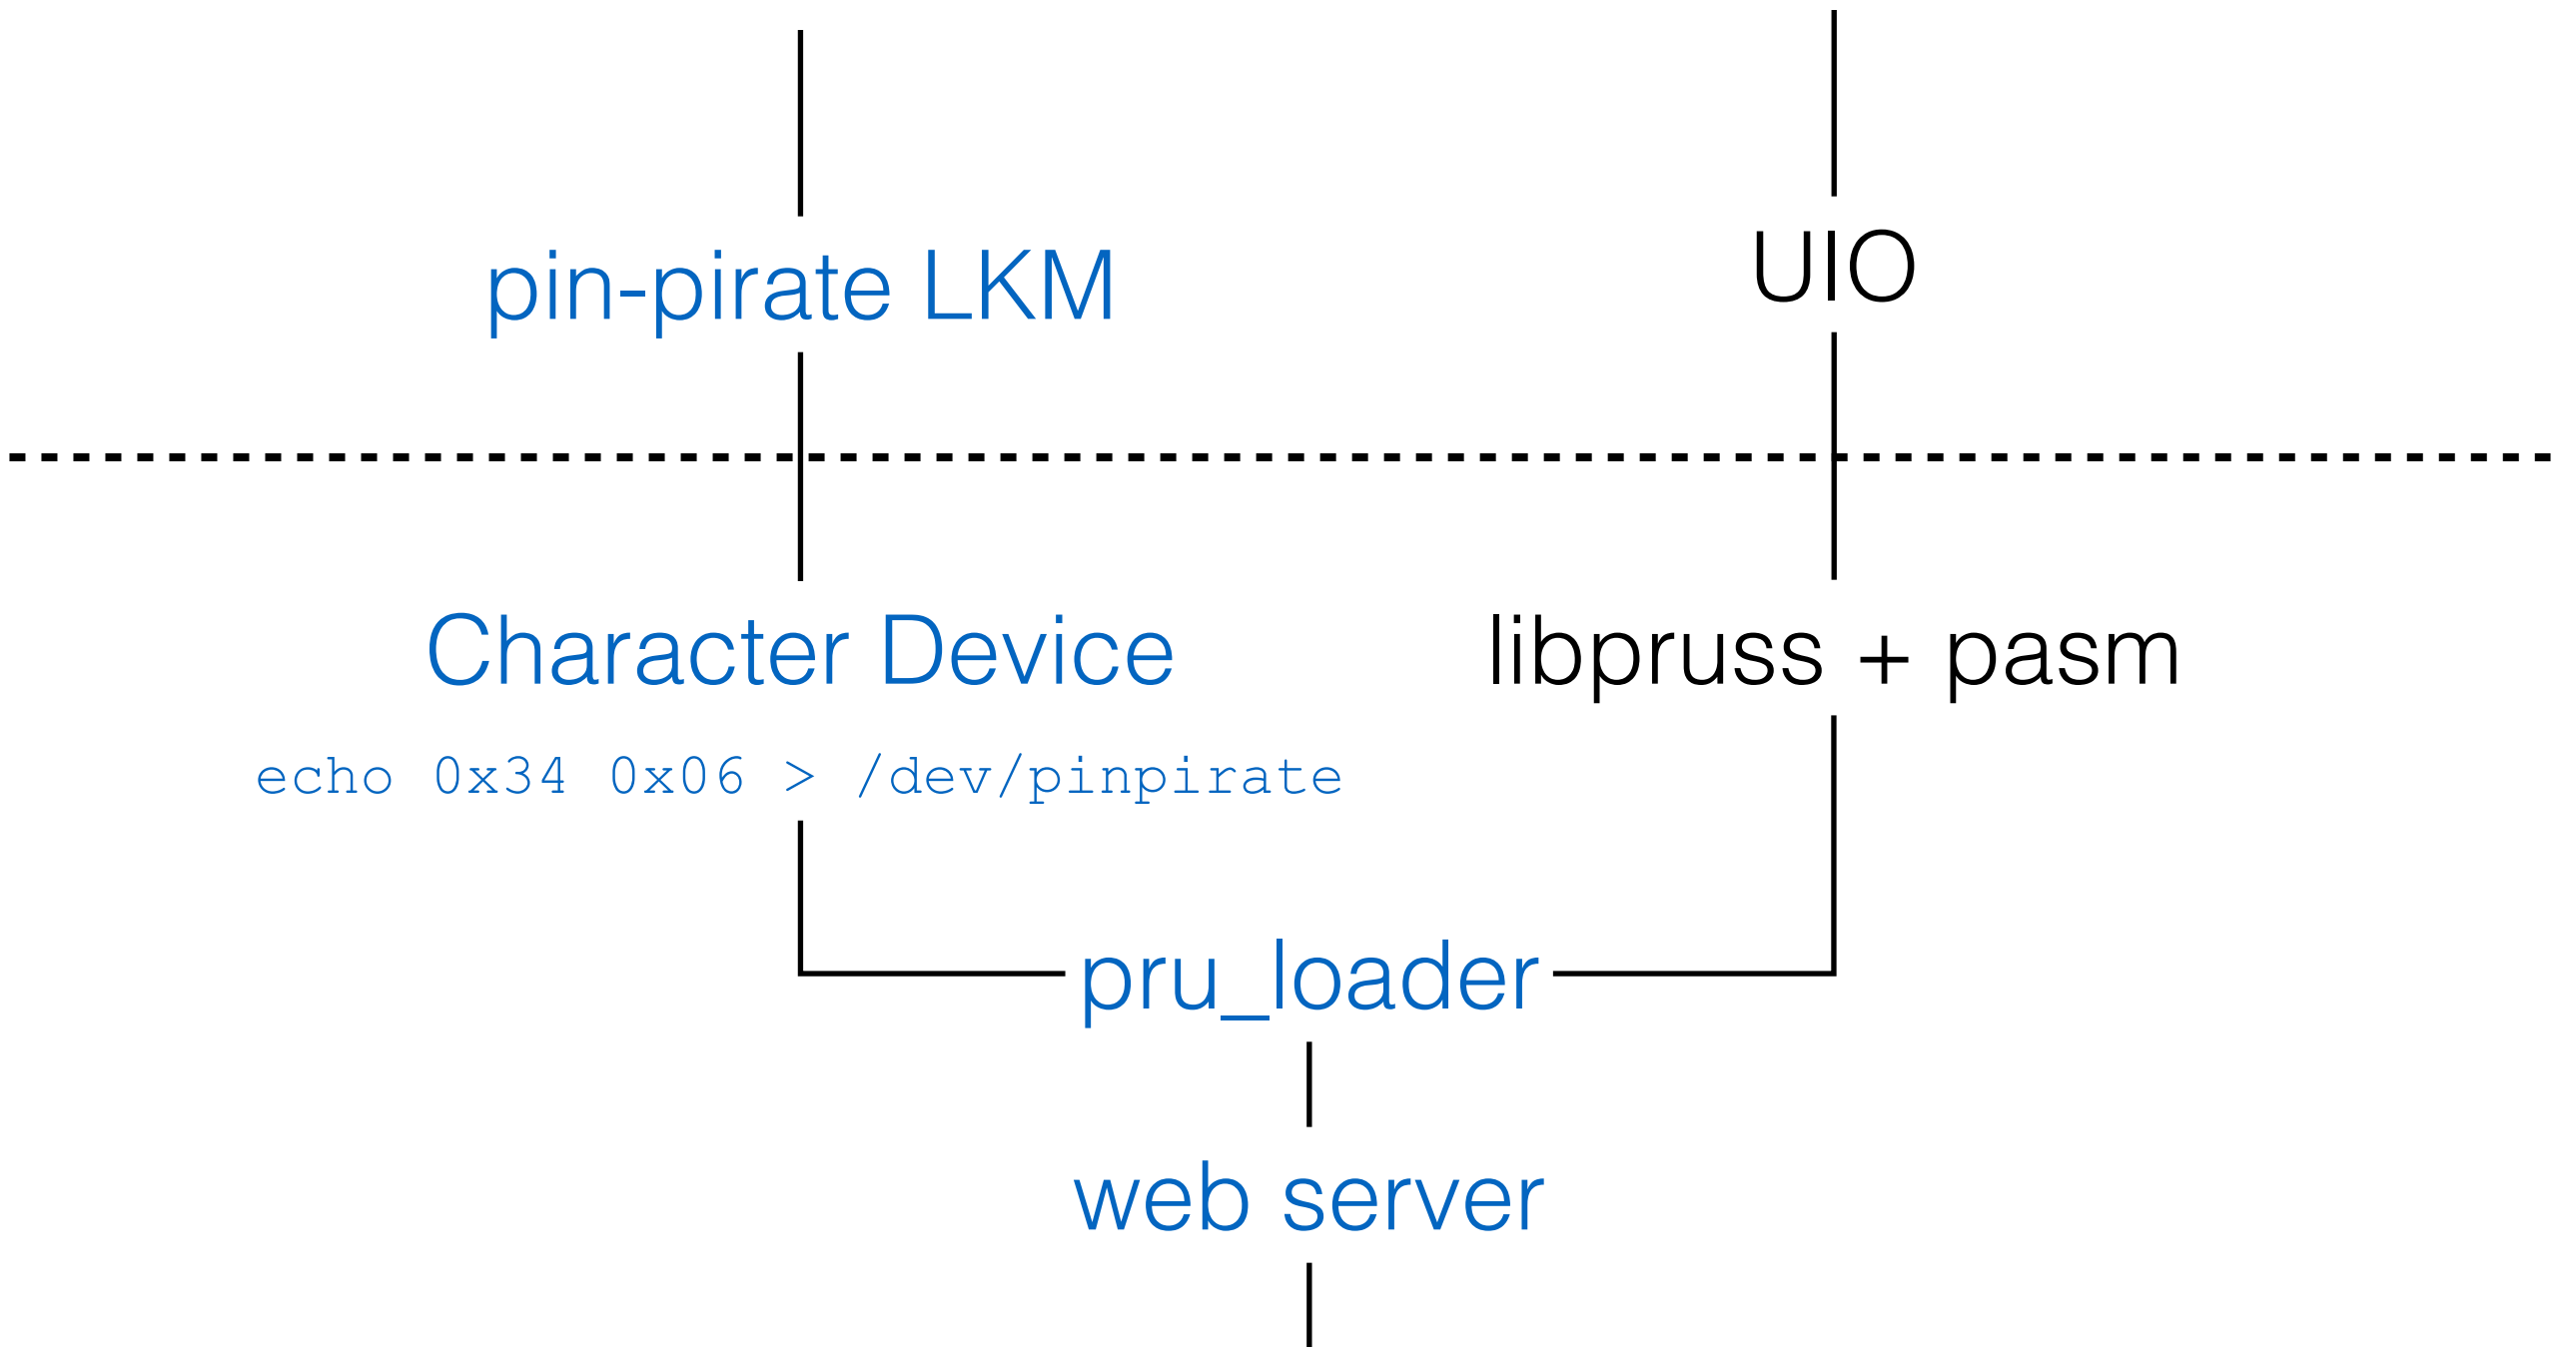 pin-pirate LKM
UIO
Character Device
libpruss + pasm
echo 0x34 0x06 > /dev/pinpirate
pru_loader
web server